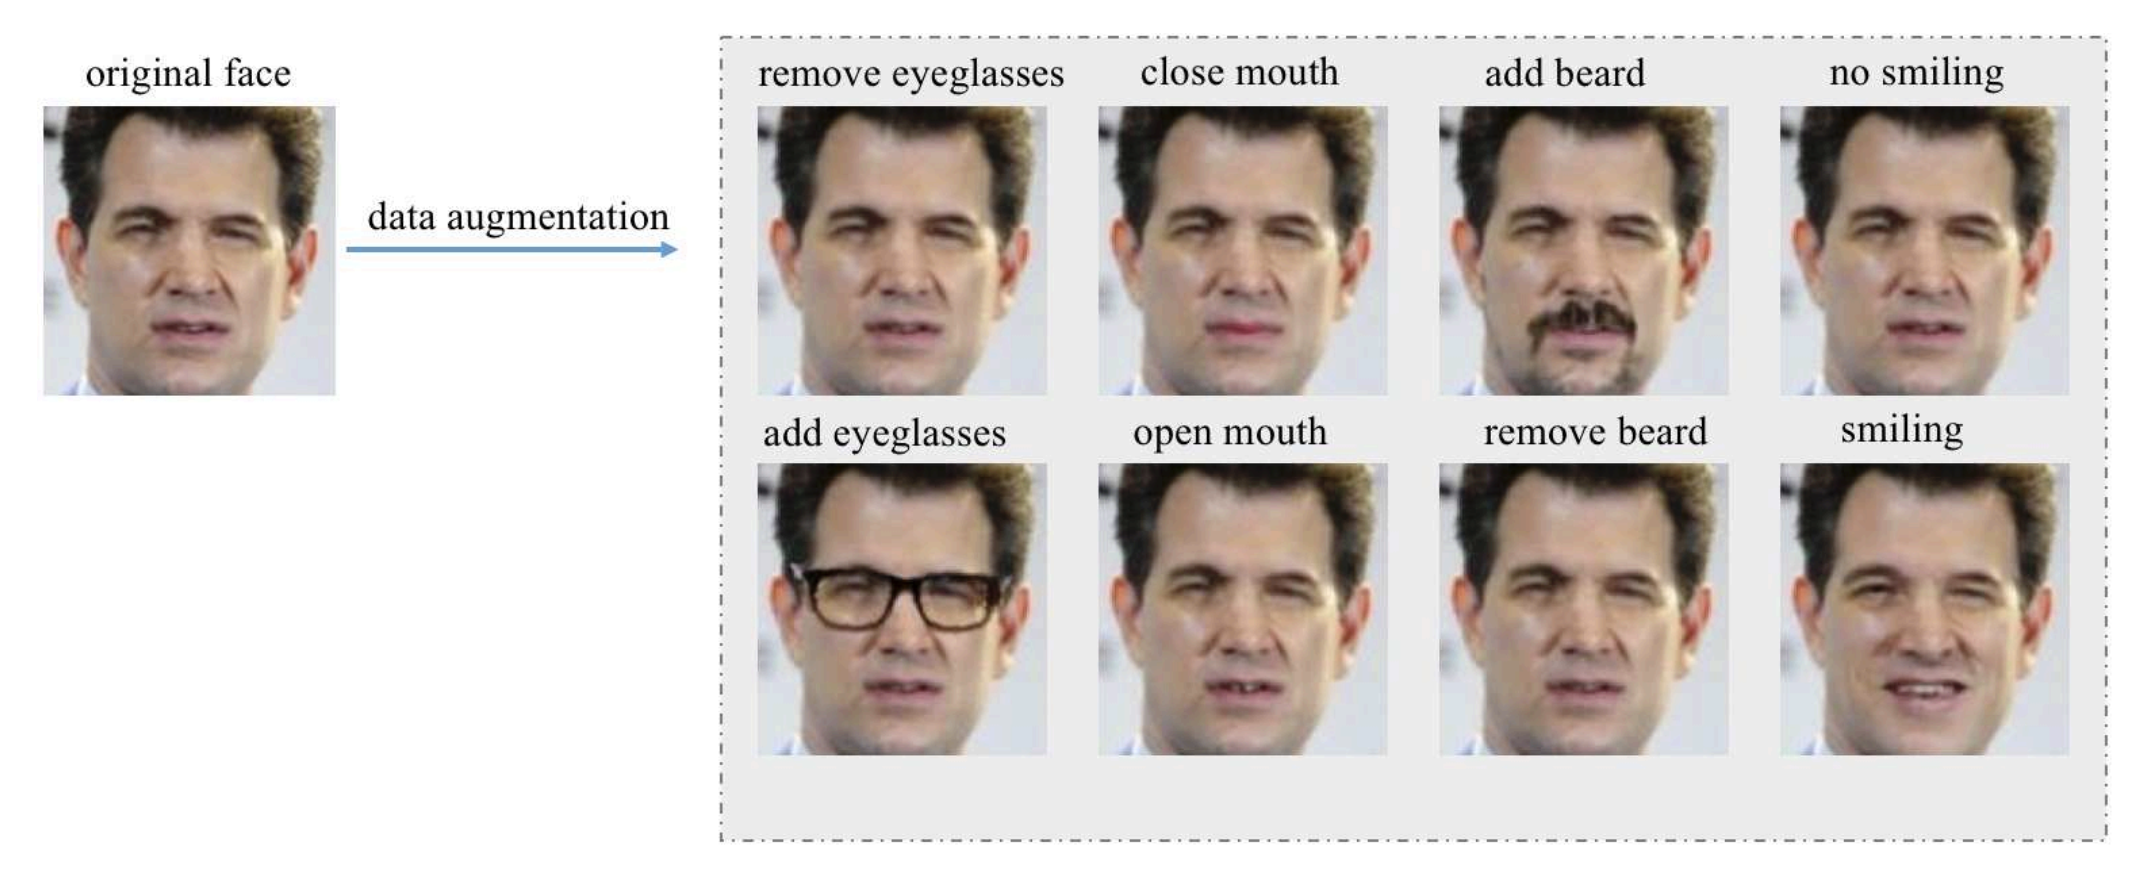 original face
data augmentation
remove eyeglasses
close mouth
add beard
no smiling
add eyeglasses
open mouth
remove beard
smiling